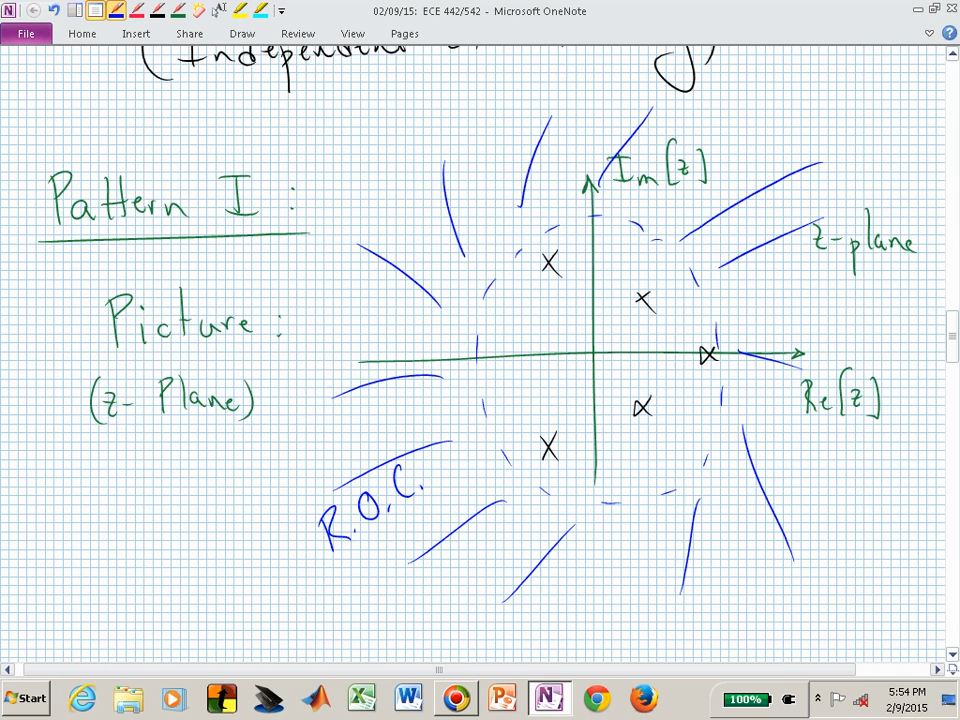 02/09/15: ECE 442/542 - Microsoft OneNote
File Home Insert Share Draw Review View Pages
(Independent
Pattern I :
Im[z]
z-plane
Picture :
(z- Plane)
Re[z]
R.O.C.
Start
100%
5:54 PM
2/9/2015